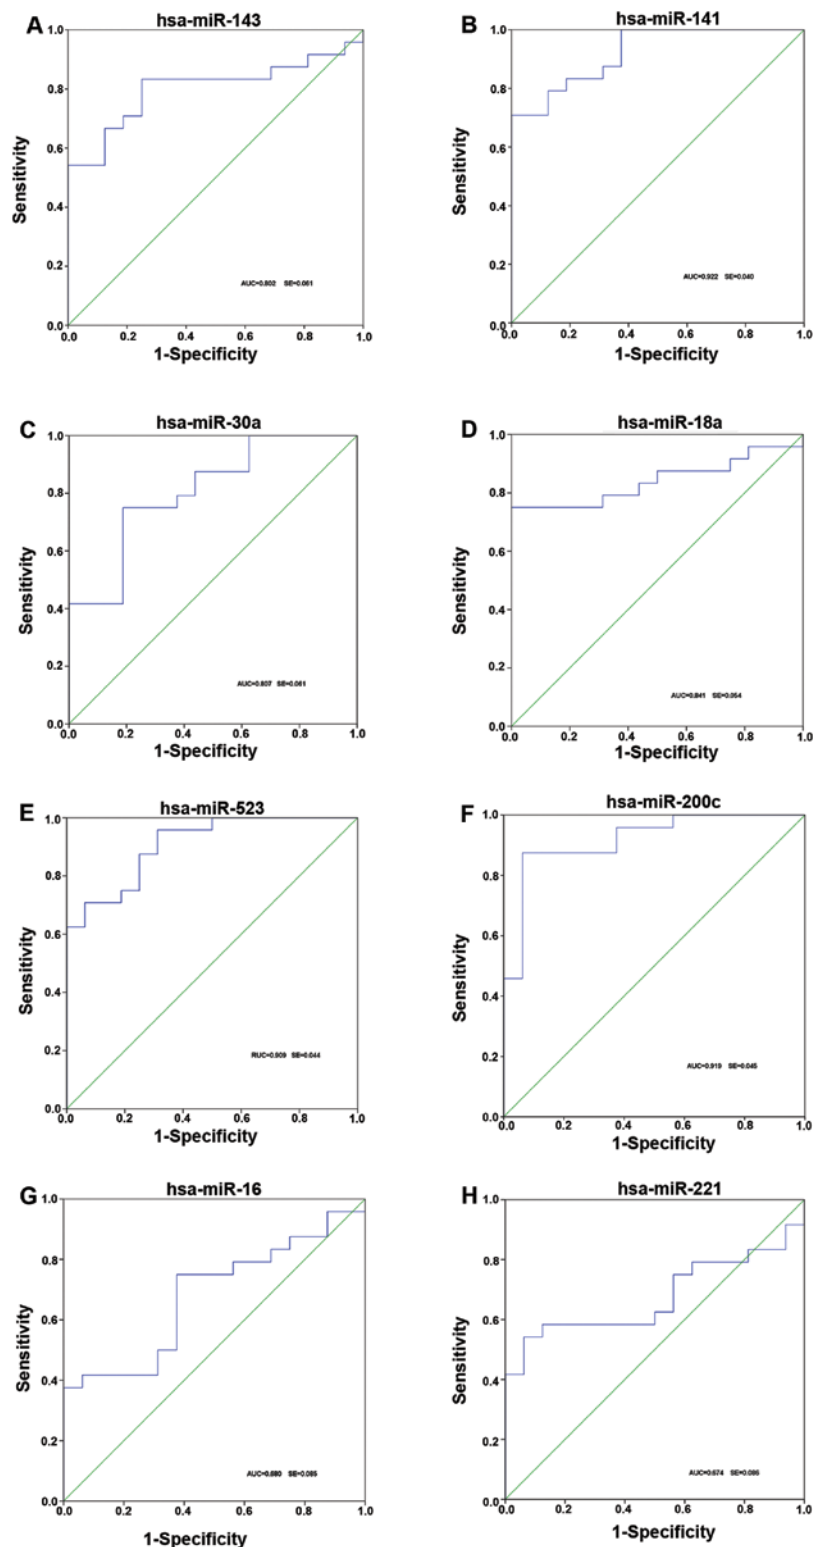 A hsa-miR-143
1.0
0.8
0.6
0.4
0.2
0.0
Sensitivity
AUC=0.802 SE=0.061
0.2 0.4 0.6 0.8 1.0
1-Specificity
B hsa-miR-141
1.0
0.8
0.6
0.4
0.2
0.0
Sensitivity
AUC=0.922 SE=0.040
0.0 0.2 0.4 0.6 0.8 1.0
1-Specificity
C hsa-miR-30a
1.0
0.8
0.6
0.4
0.2
0.0
Sensitivity
AUC=0.807 SE=0.061
0.0 0.2 0.4 0.6 0.8 1.0
1-Specificity
D hsa-miR-18a
1.0
0.8
0.6
0.4
0.2
0.0
Sensitivity
AUC=0.841 SE=0.054
0.0 0.2 0.4 0.6 0.8 1.0
1-Specificity
E hsa-miR-523
1.0
0.8
0.6
0.4
0.2
0.0
Sensitivity
RUC=0.909 SE=0.044
0.0 0.2 0.4 0.6 0.8 1.0
1-Specificity
F hsa-miR-200c
1.0
0.8
0.6
0.4
0.2
0.0
Sensitivity
AUC=0.919 SE=0.045
0.0 0.2 0.4 0.6 0.8 1.0
1-Specificity
G hsa-miR-16
1.0
0.8
0.6
0.4
0.2
0.0
Sensitivity
AUC=0.680 SE=0.085
0.0 0.2 0.4 0.6 0.8 1.0
1-Specificity
H hsa-miR-221
1.0
0.8
0.6
0.4
0.2
0.0
Sensitivity
AUC=0.674 SE=0.086
0.0 0.2 0.4 0.6 0.8 1.0
1-Specificity